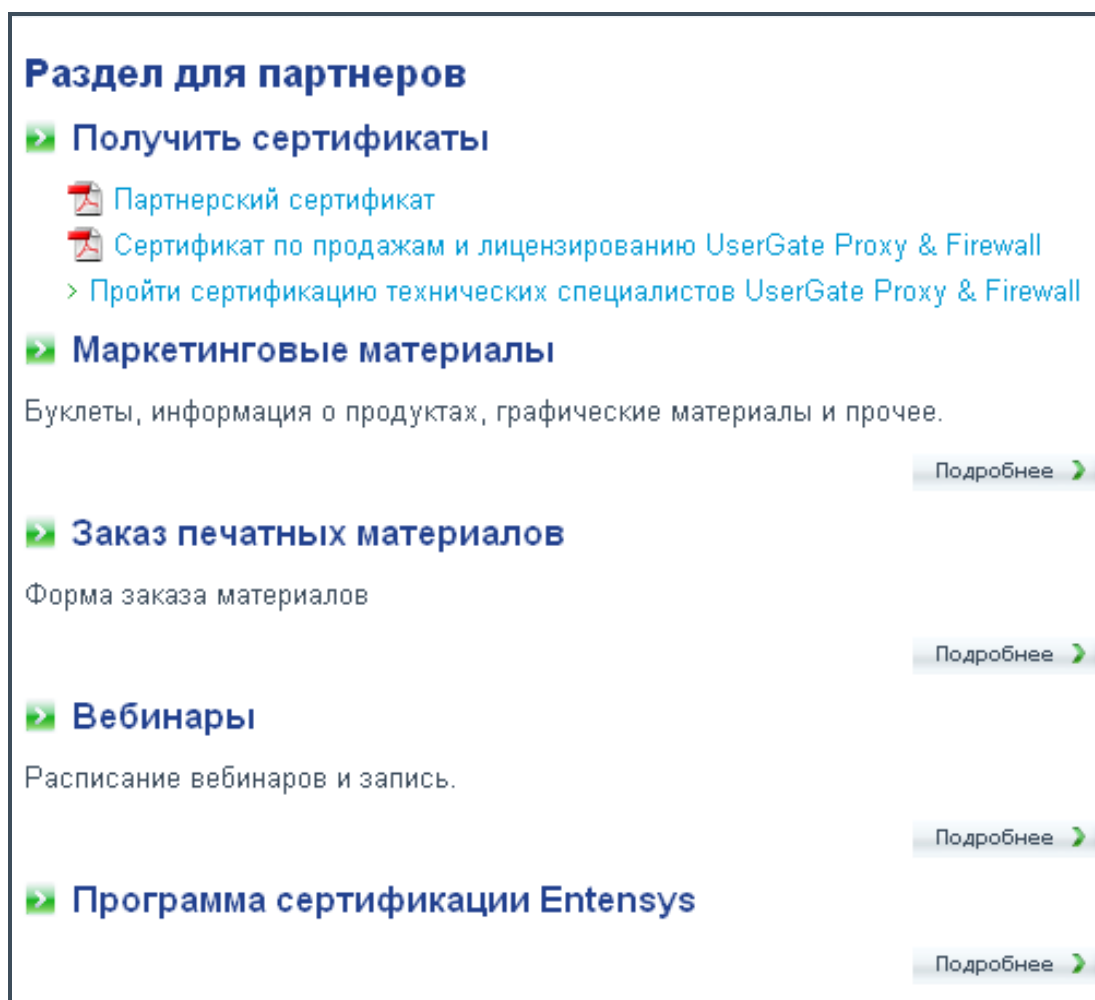 Раздел для партнеров
Получить сертификаты
Партнерский сертификат
Сертификат по продажам и лицензированию UserGate Proxy & Firewall
> Пройти сертификацию технических специалистов UserGate Proxy & Firewall
Маркетинговые материалы
Буклеты, информация о продуктах, графические материалы и прочее.
Подробнее
Заказ печатных материалов
Форма заказа материалов
Подробнее
Вебинары
Расписание вебинаров и запись.
Подробнее
Программа сертификации Entensys
Подробнее